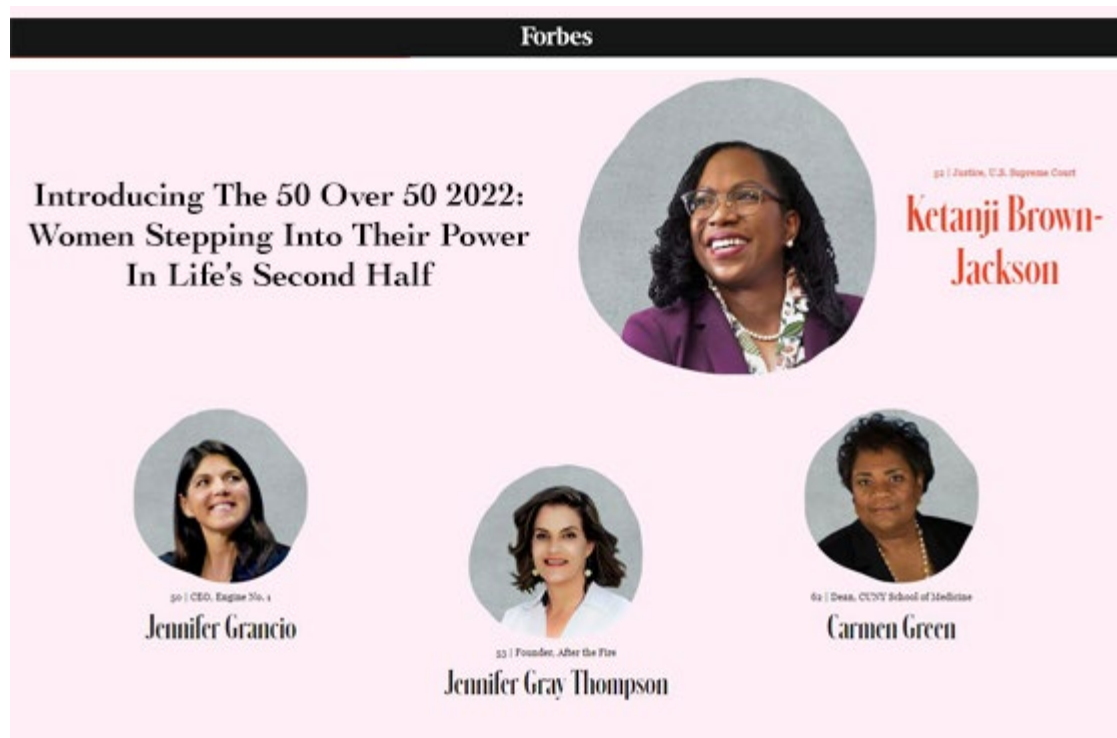 Forbes
Introducing The 50 Over 50 2022:
Women Stepping Into Their Power
In Life's Second Half
52 | Justice, U.S. Supreme Court
Ketanji Brown-
Jackson
50 | CEO, Engine No. 1
Jennifer Grancio
53 | Founder, After the Fire
Jennifer Gray Thompson
62 | Dean, CUNY School of Medicine
Carmen Green